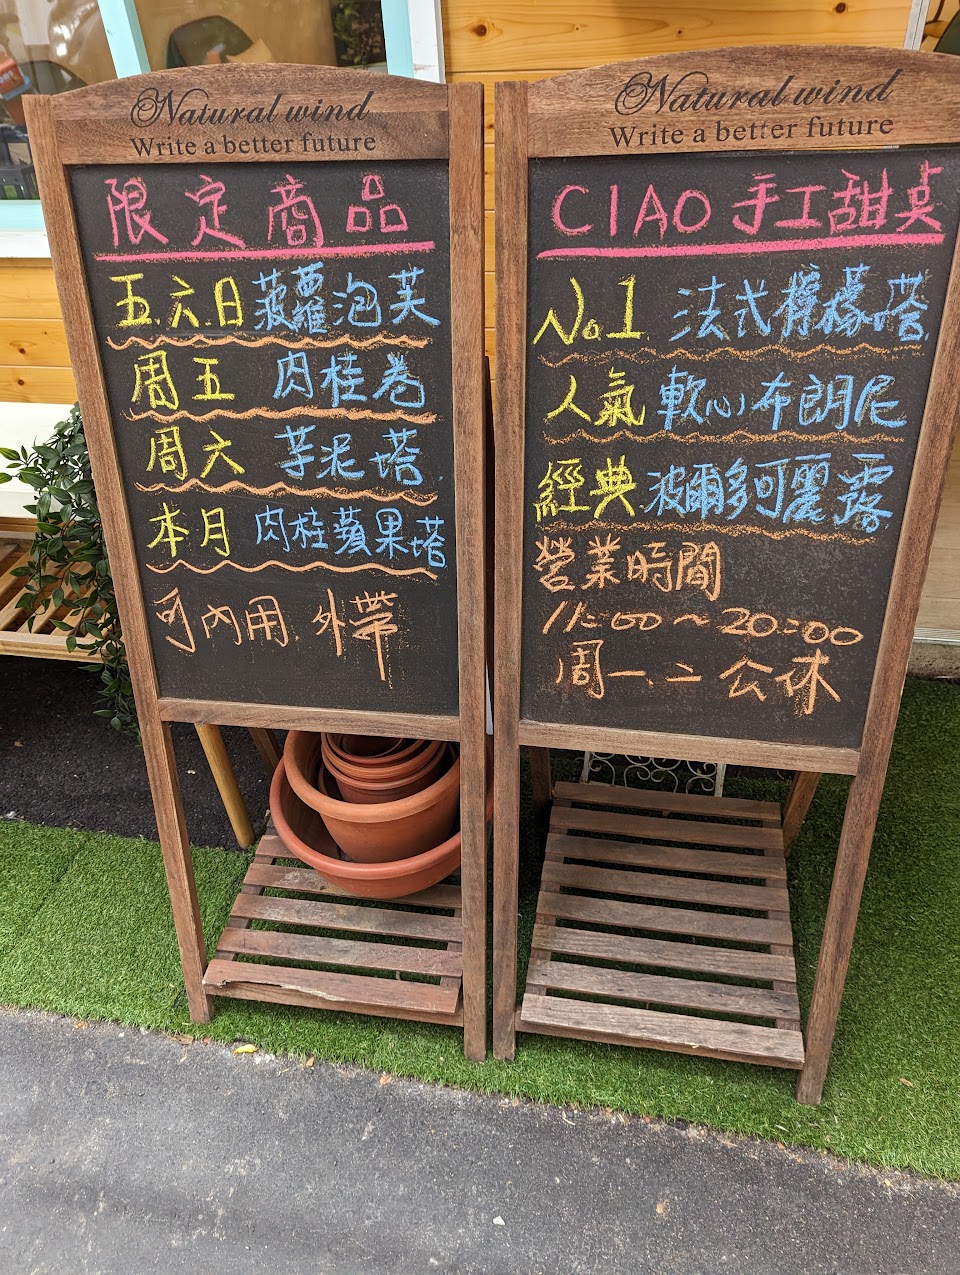 Natural wind
Write a better future
限定商品
五.六.日 菠蘿泡芙
周五 肉桂卷
周六 芋泥塔
本月 肉桂蘋果塔
可內用.外帶
Natural wind
Write a better future
CIAO 手工甜点
No.1 法式檸檬塔
人氣 軟心布朗尼
經典 波爾多可麗露
營業時間
11:00～20:00
周一.二 公休